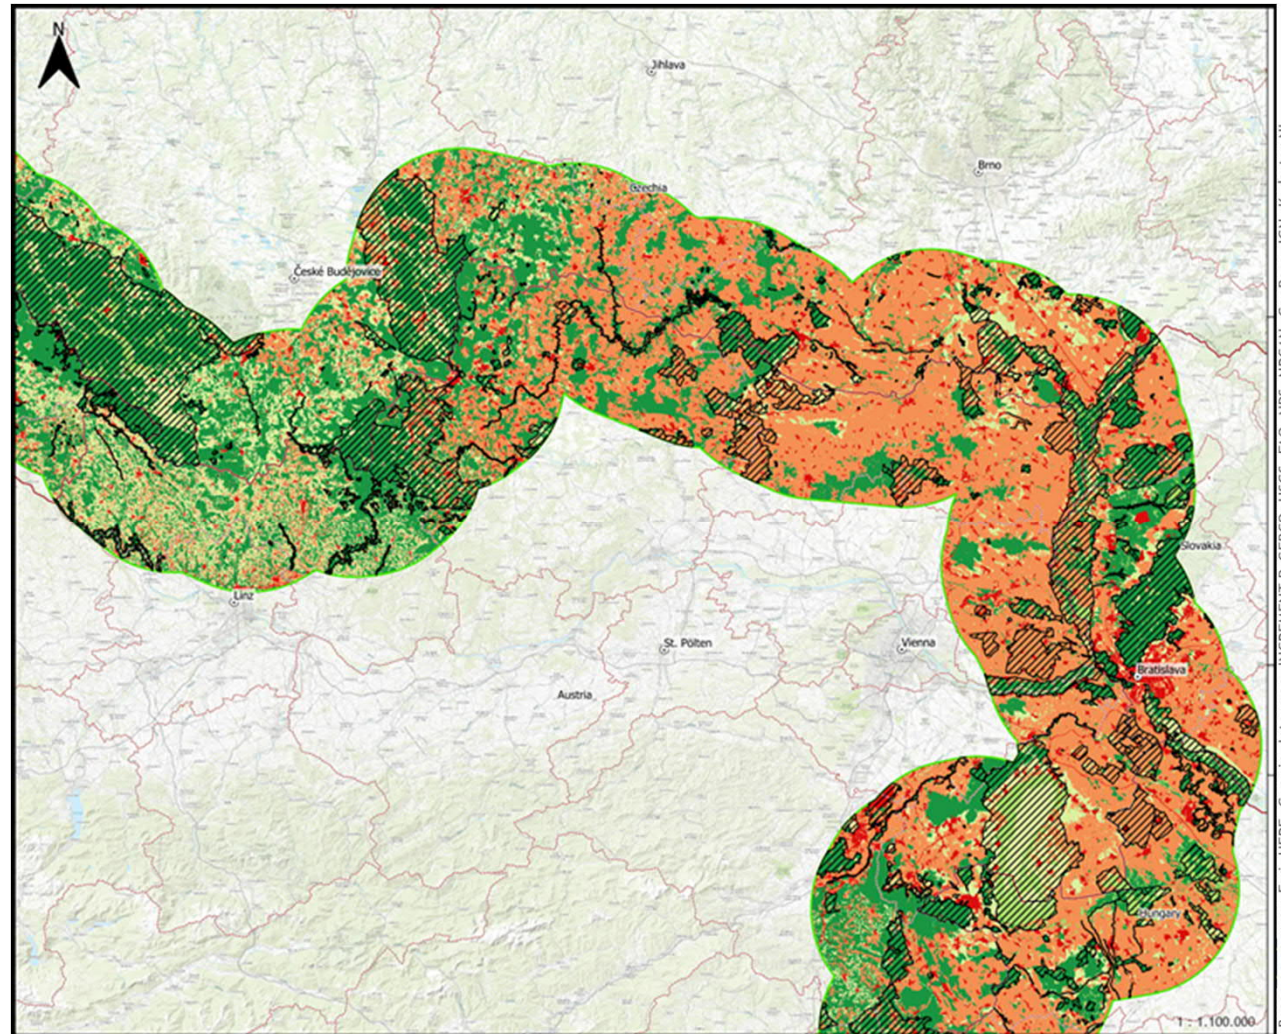 N
Jihlava
Brno
Czechia
České Budějovice
Slovakia
Linz
Vienna
St. Pölten
Bratislava
Austria
Hungary
1 : 1,100.000